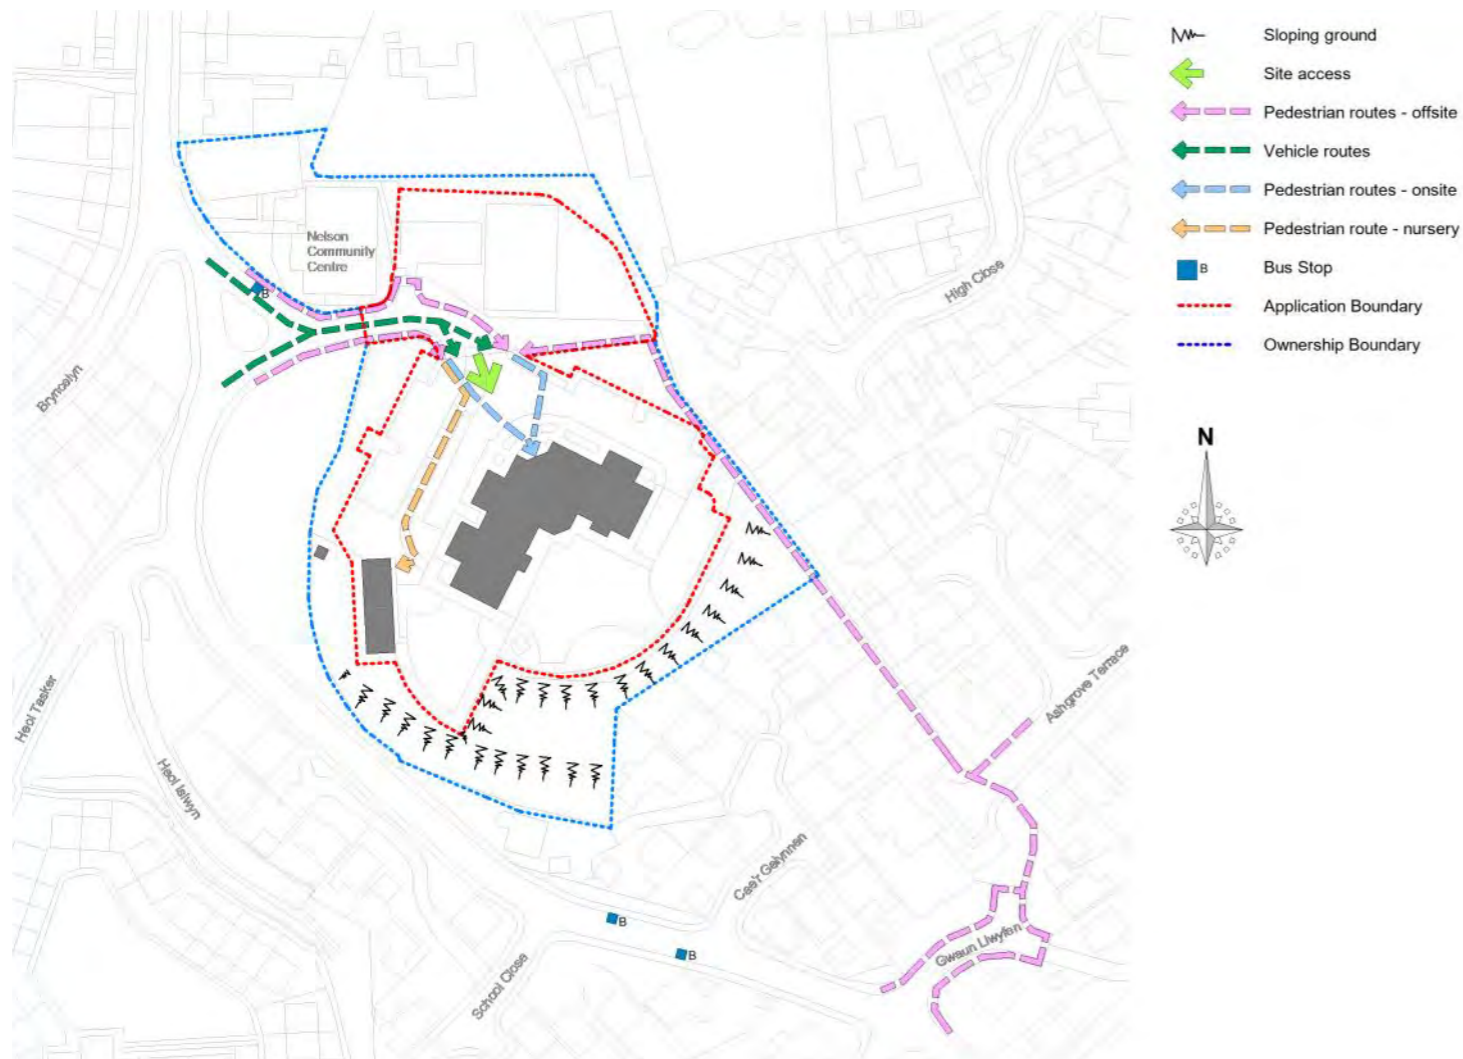 Sloping ground
Site access
Pedestrian routes - offsite
Vehicle routes
Pedestrian routes - onsite
Pedestrian route - nursery
B
Bus Stop
Application Boundary
Ownership Boundary
N
Nelson
Community
Centre
B
High Close
Bryncelyn
Ashgrove Terrace
Heol Tasker
Heol Islwyn
Cae'r Gelynnen
B
B
Gwaun Llwyfen
School Close